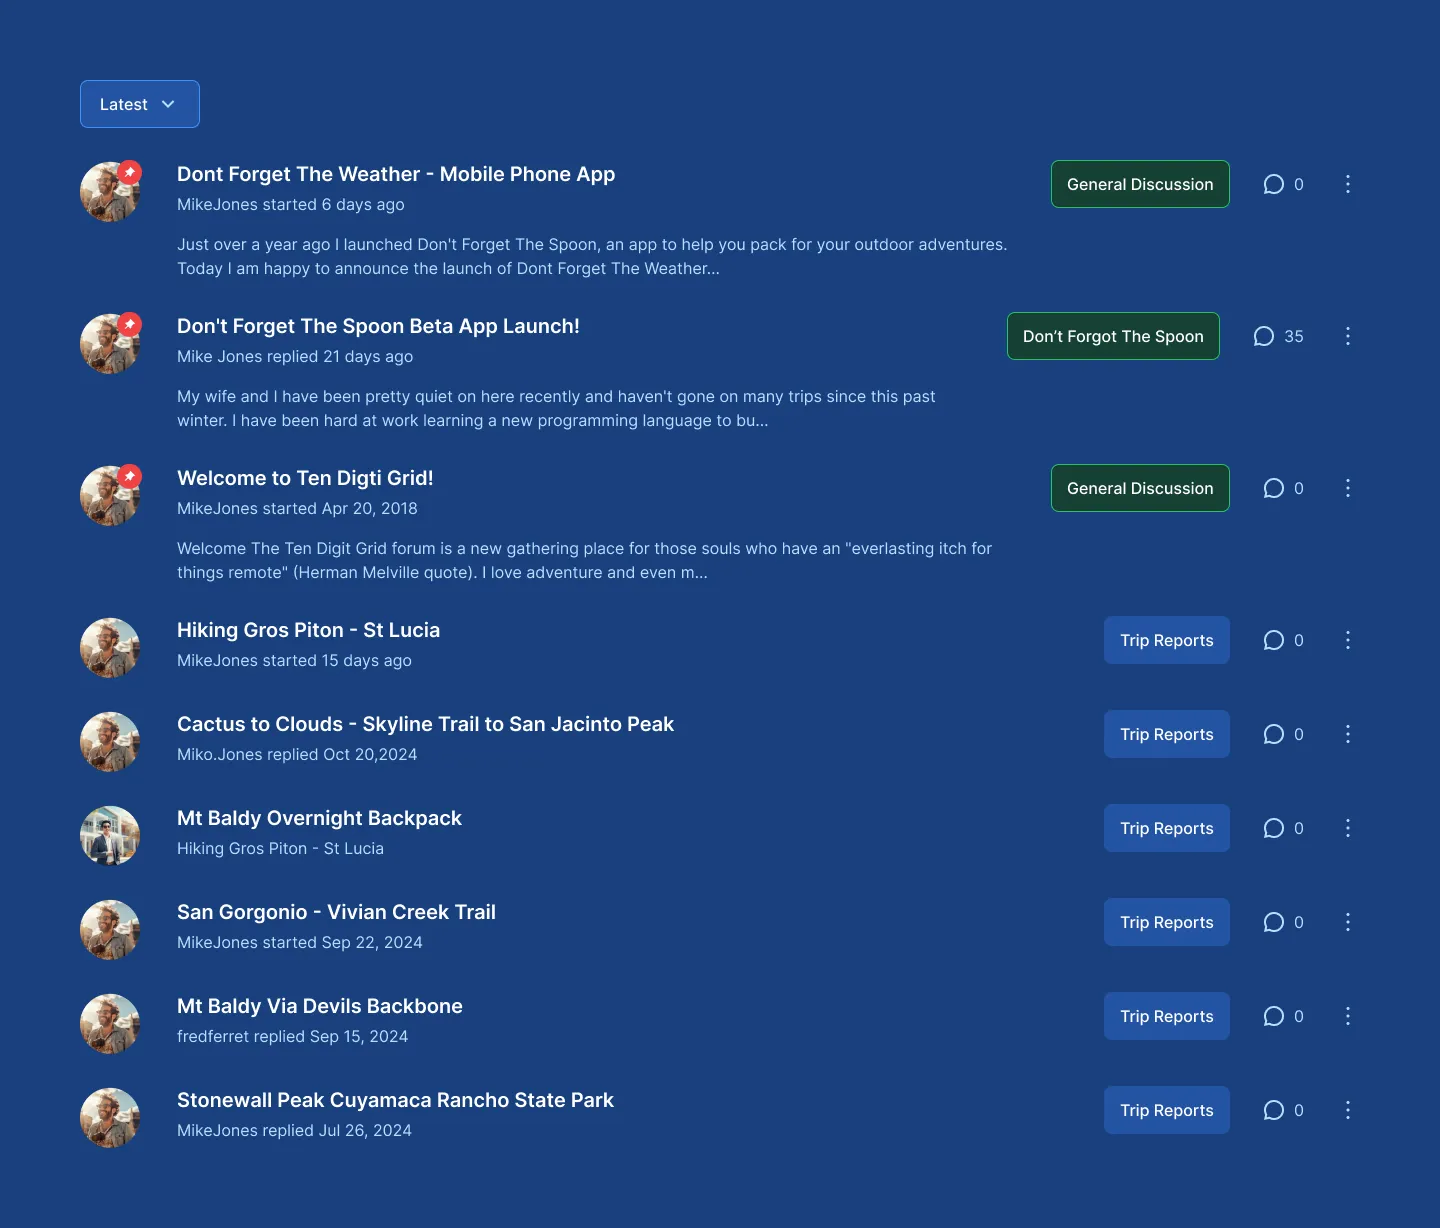 Latest
Dont Forget The Weather - Mobile Phone App
MikeJones started 6 days ago
General Discussion
0
Just over a year ago I launched Don't Forget The Spoon, an app to help you pack for your outdoor adventures.
Today I am happy to announce the launch of Dont Forget The Weather...
Don't Forget The Spoon Beta App Launch!
Mike Jones replied 21 days ago
Don’t Forgot The Spoon
35
My wife and I have been pretty quiet on here recently and haven't gone on many trips since this past
winter. I have been hard at work learning a new programming language to bu...
Welcome to Ten Digti Grid!
MikeJones started Apr 20, 2018
General Discussion
0
Welcome The Ten Digit Grid forum is a new gathering place for those souls who have an "everlasting itch for
things remote" (Herman Melville quote). I love adventure and even m...
Hiking Gros Piton - St Lucia
MikeJones started 15 days ago
Trip Reports
0
Cactus to Clouds - Skyline Trail to San Jacinto Peak
Miko.Jones replied Oct 20,2024
Trip Reports
0
Mt Baldy Overnight Backpack
Hiking Gros Piton - St Lucia
Trip Reports
0
San Gorgonio - Vivian Creek Trail
MikeJones started Sep 22, 2024
Trip Reports
0
Mt Baldy Via Devils Backbone
fredferret replied Sep 15, 2024
Trip Reports
0
Stonewall Peak Cuyamaca Rancho State Park
MikeJones replied Jul 26, 2024
Trip Reports
0